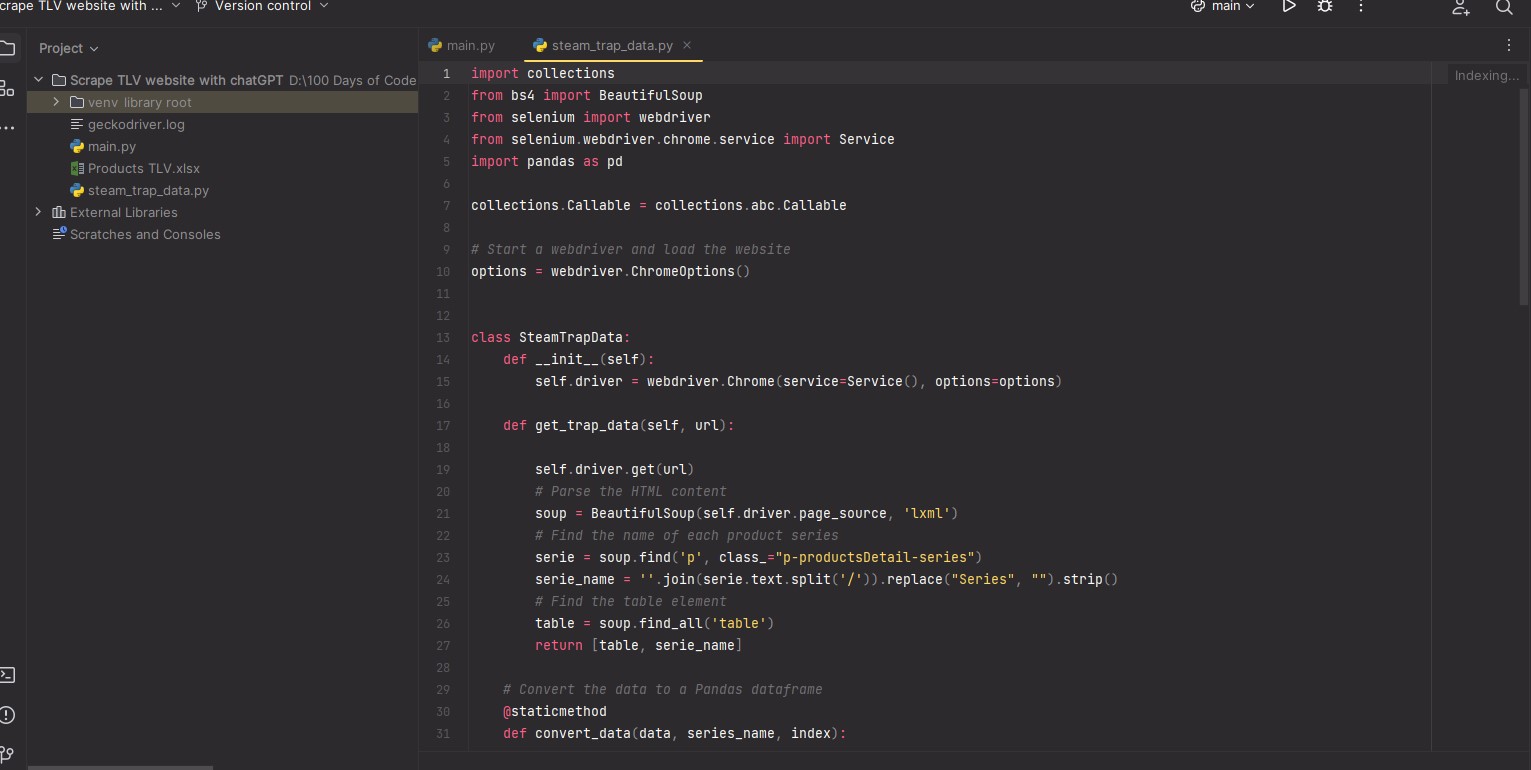 crape TLV website with ...
Version control
main
Project
Scrape TLV website with chatGPT D:\100 Days of Code
venv library root
geckodriver.log
main.py
Products TLV.xlsx
steam_trap_data.py
External Libraries
Scratches and Consoles
main.py
steam_trap_data.py
Indexing...
1 import collections
2 from bs4 import BeautifulSoup
3 from selenium import webdriver
4 from selenium.webdriver.chrome.service import Service
5 import pandas as pd
6
7 collections.Callable = collections.abc.Callable
8
9 # Start a webdriver and load the website
10 options = webdriver.ChromeOptions()
11
12
13 class SteamTrapData:
14 def __init__(self):
15 self.driver = webdriver.Chrome(service=Service(), options=options)
16
17 def get_trap_data(self, url):
18
19 self.driver.get(url)
20 # Parse the HTML content
21 soup = BeautifulSoup(self.driver.page_source, 'lxml')
22 # Find the name of each product series
23 serie = soup.find('p', class_="p-productsDetail-series")
24 serie_name = ''.join(serie.text.split('/')).replace("Series", "").strip()
25 # Find the table element
26 table = soup.find_all('table')
27 return [table, serie_name]
28
29 # Convert the data to a Pandas dataframe
30 @staticmethod
31 def convert_data(data, series_name, index):